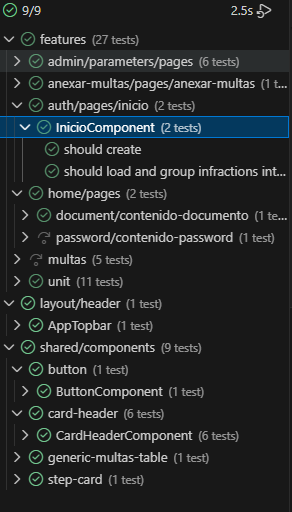 9/9 2.5s
features (27 tests)
admin/parameters/pages (6 tests)
anexar-multas/pages/anexar-multas (1 t...
auth/pages/inicio (2 tests)
InicioComponent (2 tests)
should create
should load and group infractions int...
home/pages (2 tests)
document/contenido-documento (1 te...
password/contenido-password (1 test)
multas (5 tests)
unit (11 tests)
layout/header (1 test)
AppTopbar (1 test)
shared/components (9 tests)
button (1 test)
ButtonComponent (1 test)
card-header (6 tests)
CardHeaderComponent (6 tests)
generic-multas-table (1 test)
step-card (1 test)